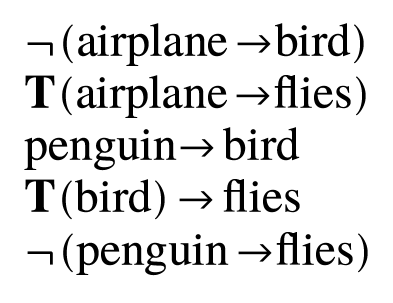 ¬(airplane→bird)
T(airplane→flies)
penguin→ bird
T(bird) → flies
¬(penguin→flies)